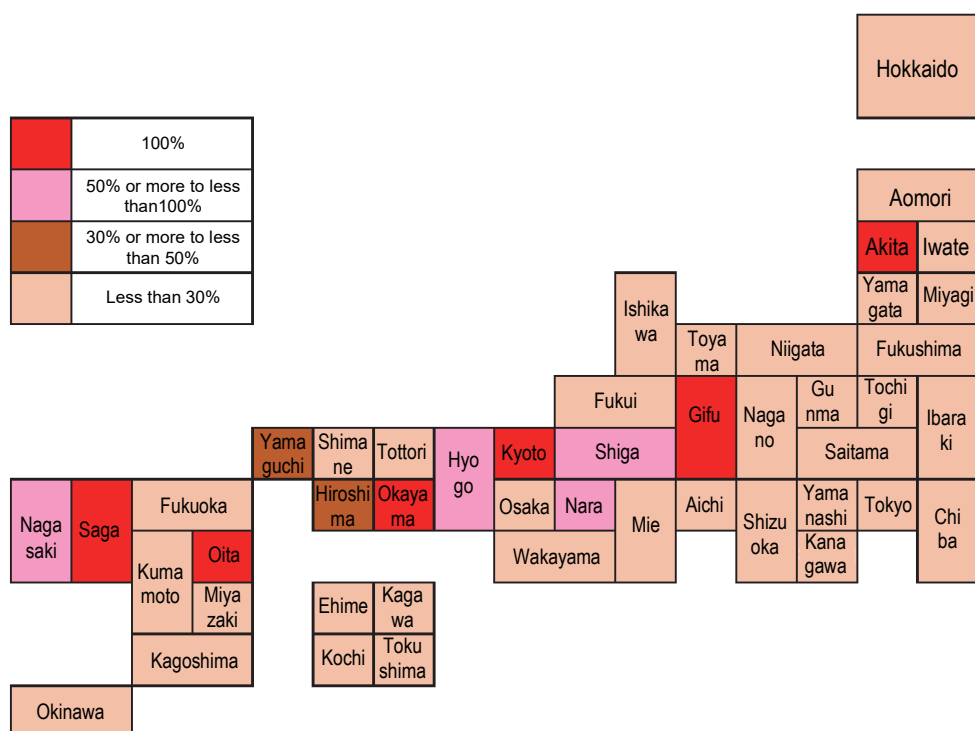 Hokkaido
100%
50% or more to less
than100%
30% or more to less
than 50%
Less than 30%
Aomori
Akita
Iwate
Yama
gata
Miyagi
Ishika
wa
Toya
ma
Niigata
Fukushima
Fukui
Gifu
Naga
no
Gu
nma
Tochi
gi
Ibara
ki
Saitama
Yama
guchi
Shima
ne
Tottori
Hyo
go
Kyoto
Shiga
Hiroshi
ma
Okaya
ma
Osaka
Nara
Mie
Aichi
Shizu
oka
Yama
nashi
Tokyo
Chi
ba
Kana
gawa
Wakayama
Naga
saki
Saga
Fukuoka
Kuma
moto
Oita
Miya
zaki
Kagoshima
Okinawa
Ehime
Kaga
wa
Kochi
Toku
shima